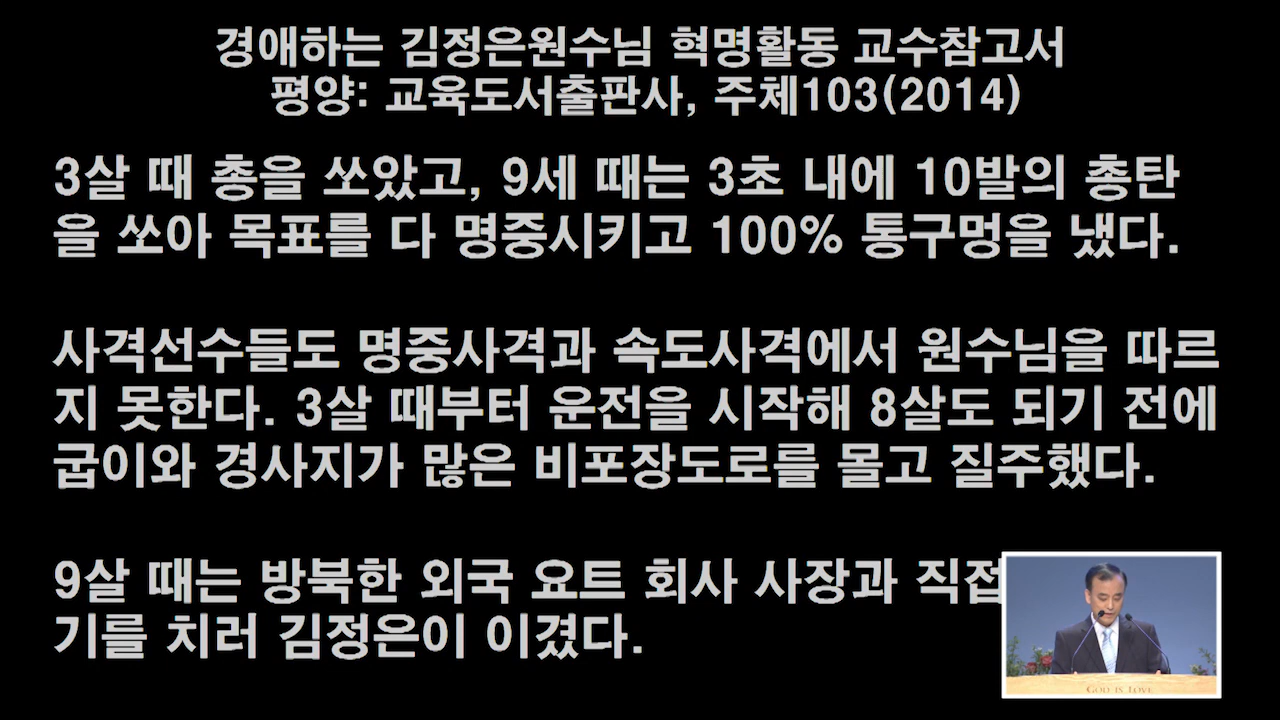 경애하는 김정은원수님 혁명활동 교수참고서
평양: 교육도서출판사, 주체103(2014)
3살 때 총을 쏘았고, 9세 때는 3초 내에 10발의 총탄
을 쏘아 목표를 다 명중시키고 100% 통구멍을 냈다.
사격선수들도 명중사격과 속도사격에서 원수님을 따르
지 못한다. 3살 때부터 운전을 시작해 8살도 되기 전에
굽이와 경사지가 많은 비포장도로를 몰고 질주했다.
9살 때는 방북한 외국 요트 회사 사장과 직접
기를 치러 김정은이 이겼다.
GOD IS LOVE